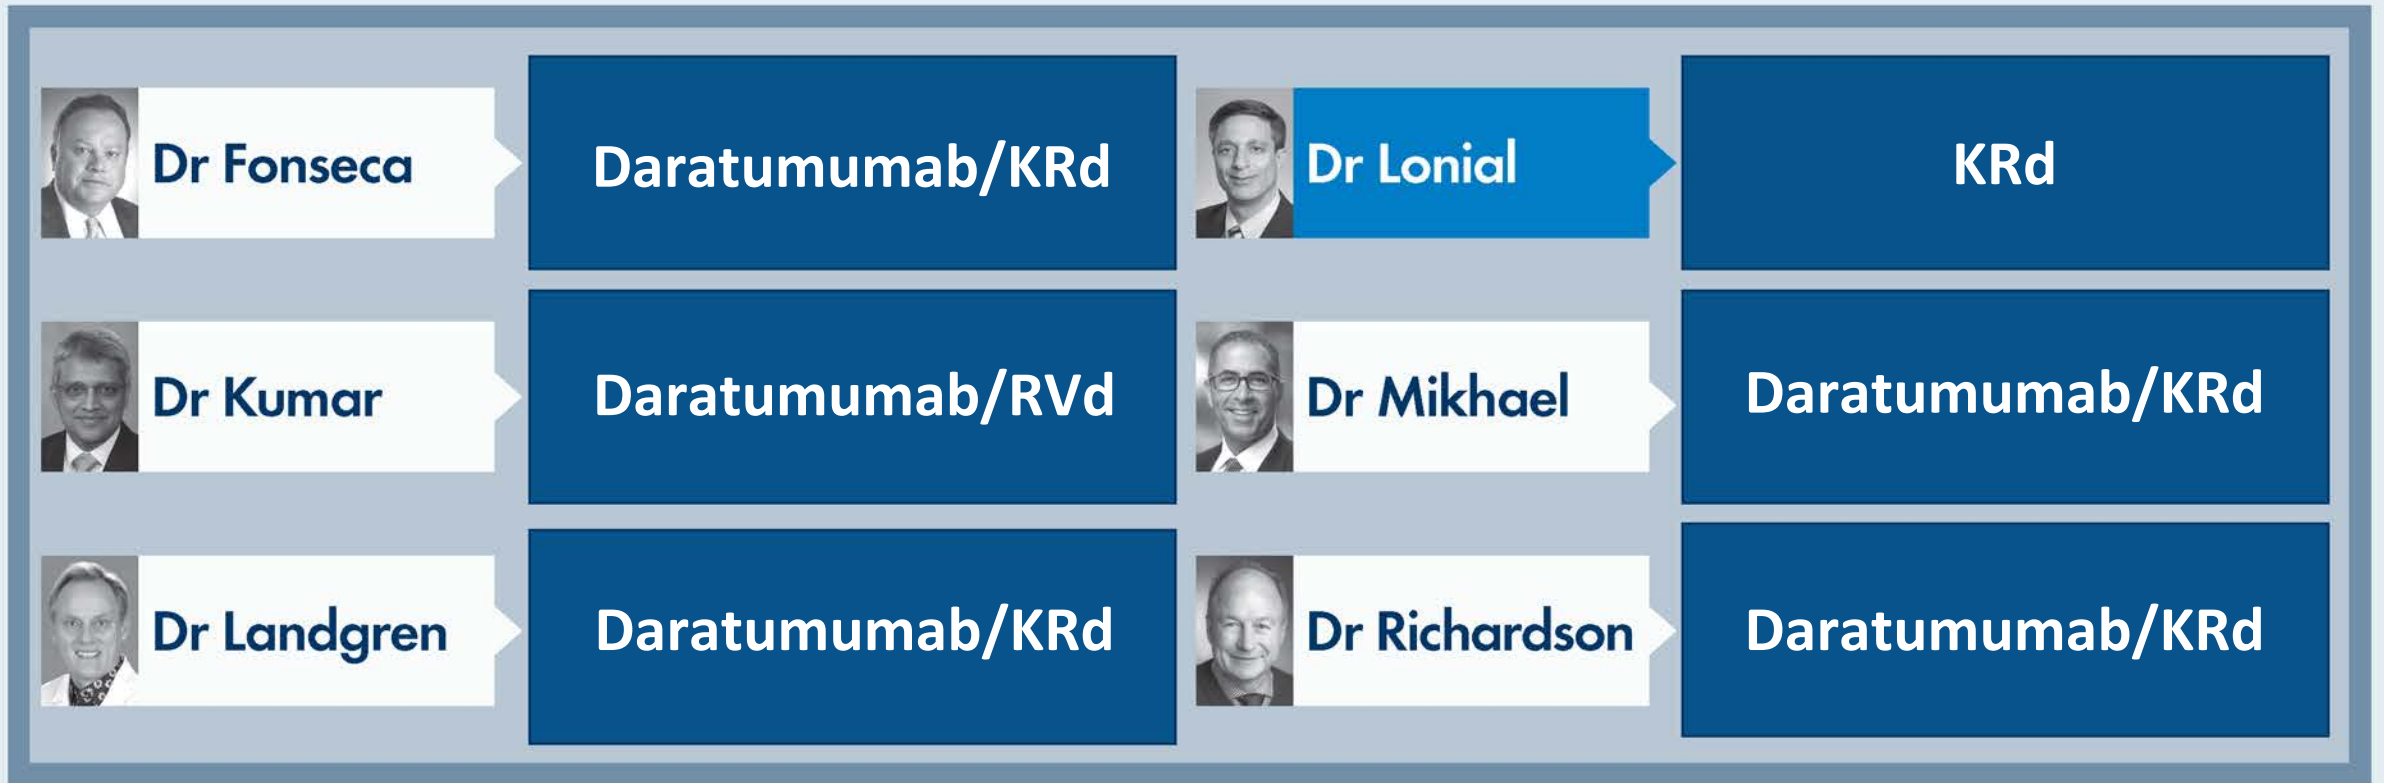 Dr Fonseca
Daratumumab/KRd
Dr Lonial
KRd
Dr Kumar
Daratumumab/RVd
Dr Mikhael
Daratumumab/KRd
Dr Landgren
Daratumumab/KRd
Dr Richardson
Daratumumab/KRd